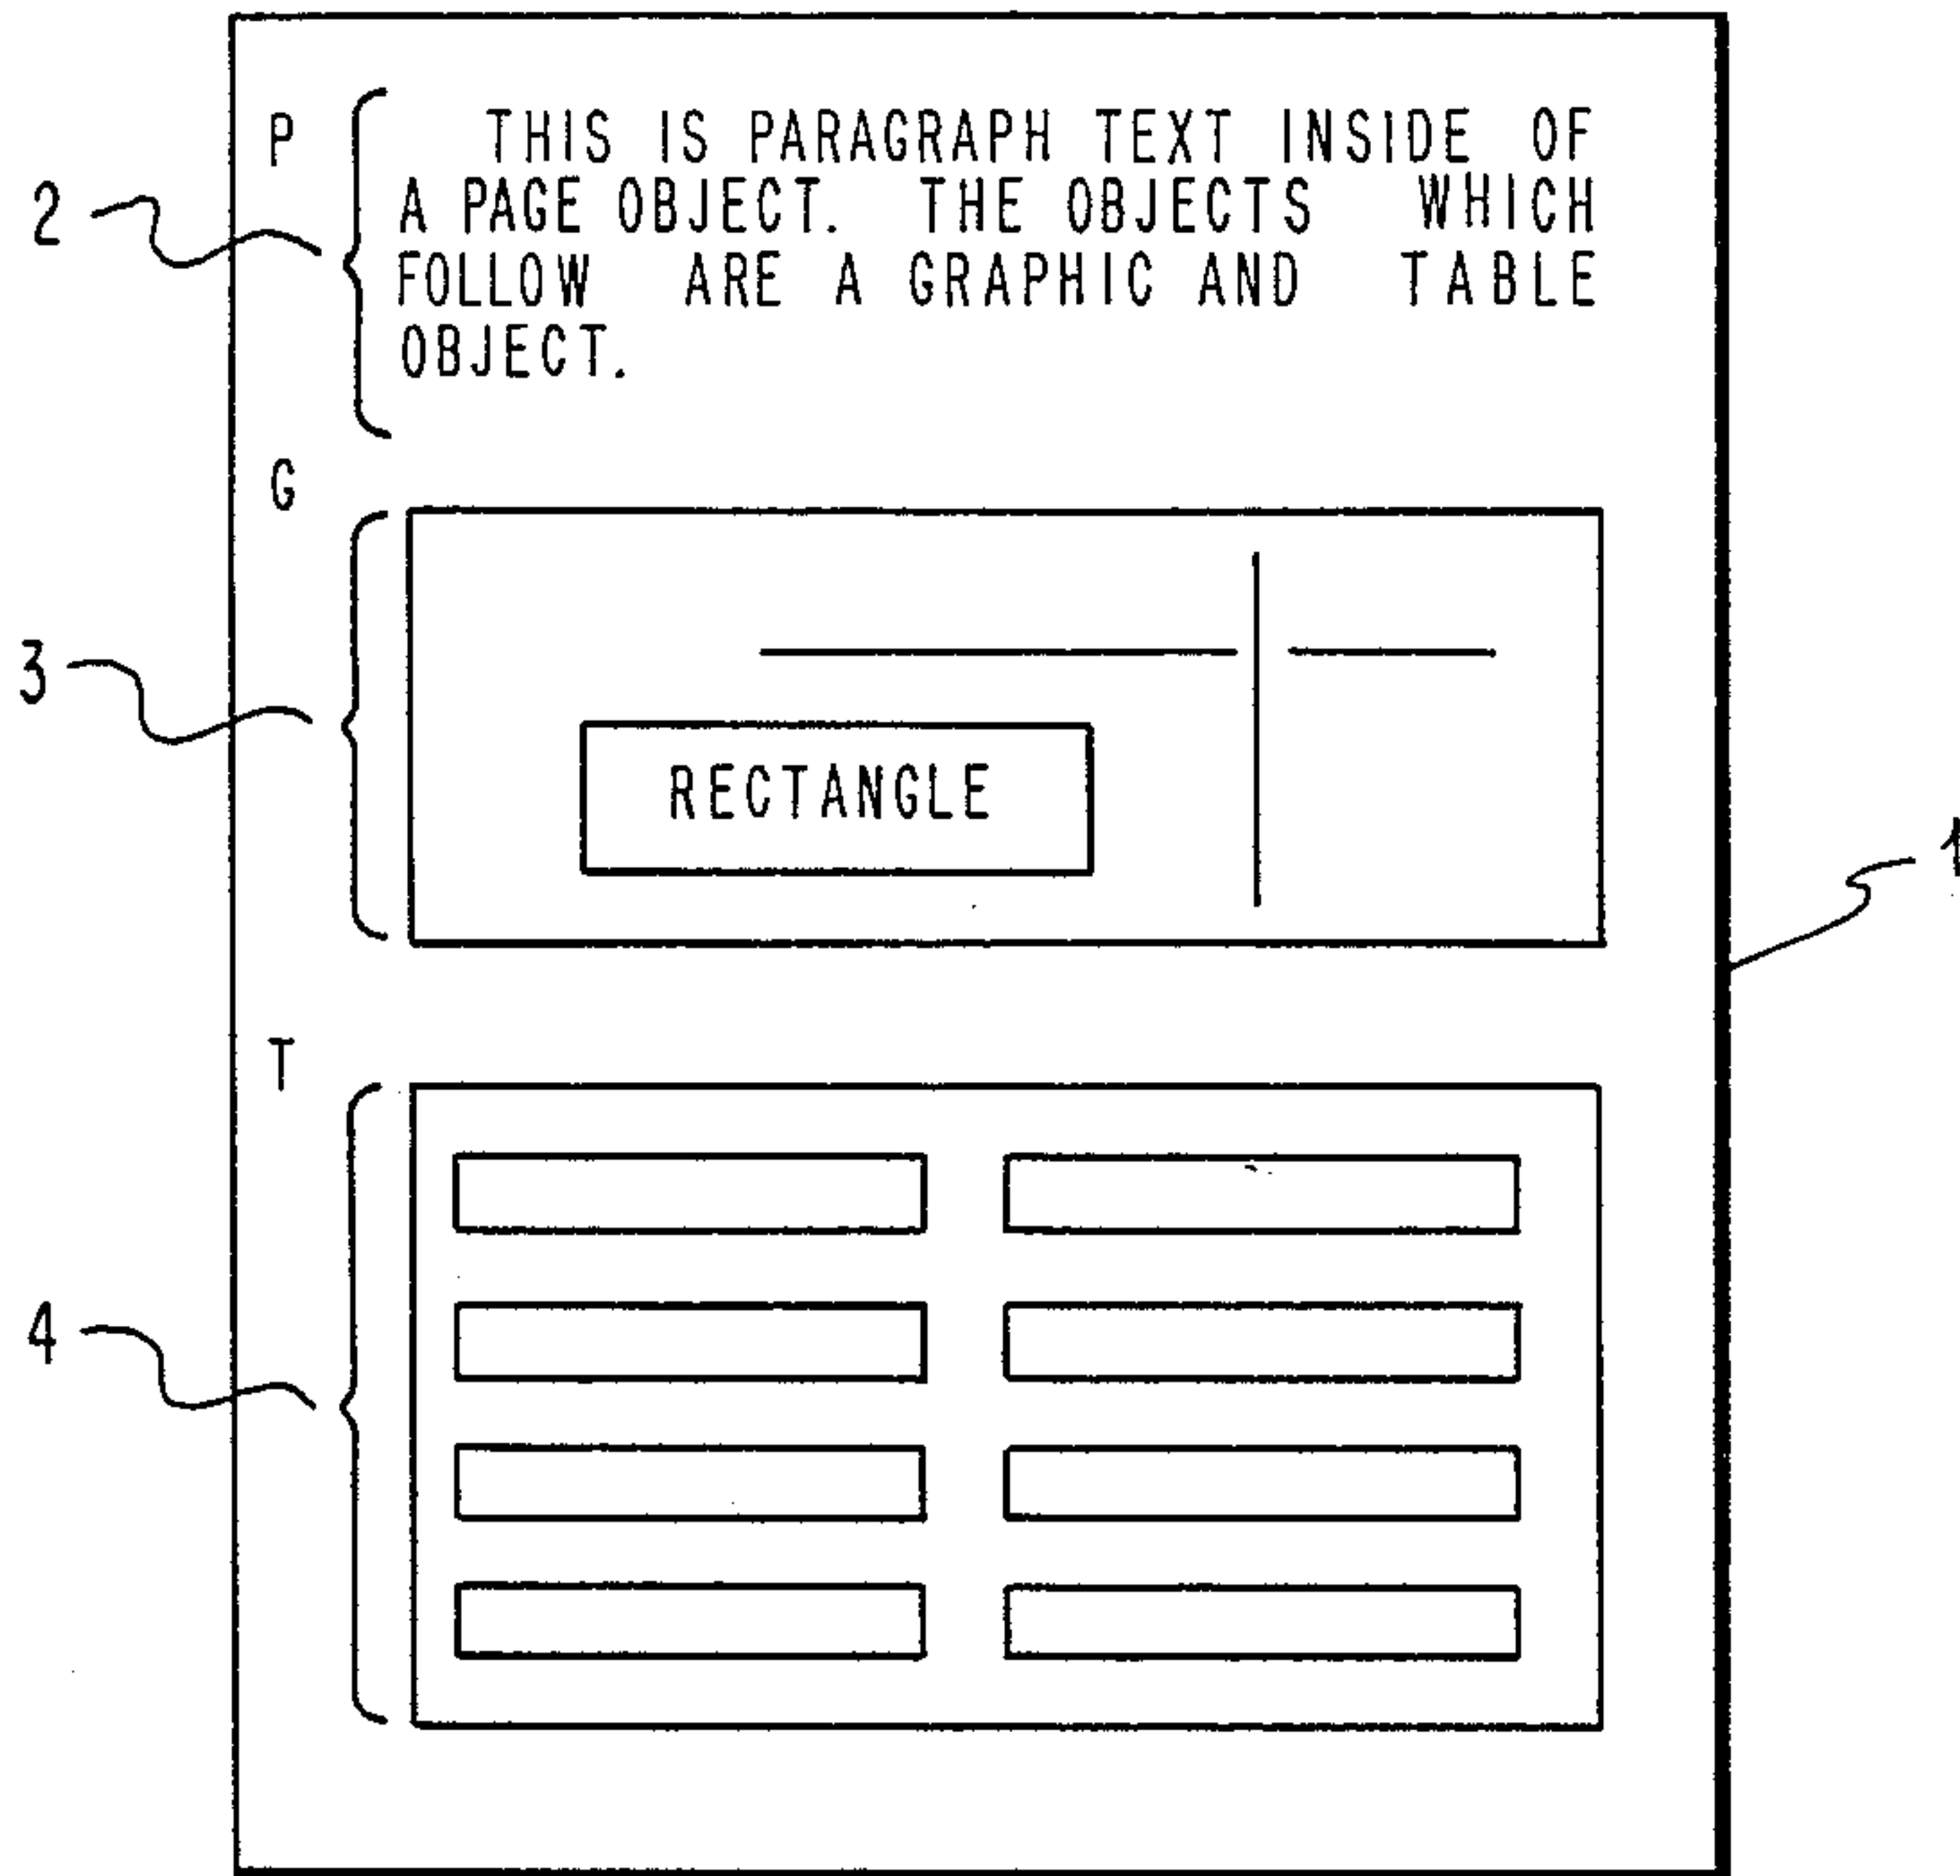 P
THIS IS PARAGRAPH TEXT INSIDE OF
A PAGE OBJECT. THE OBJECTS WHICH
FOLLOW ARE A GRAPHIC AND TABLE
OBJECT.
2
G
3
RECTANGLE
1
T
4